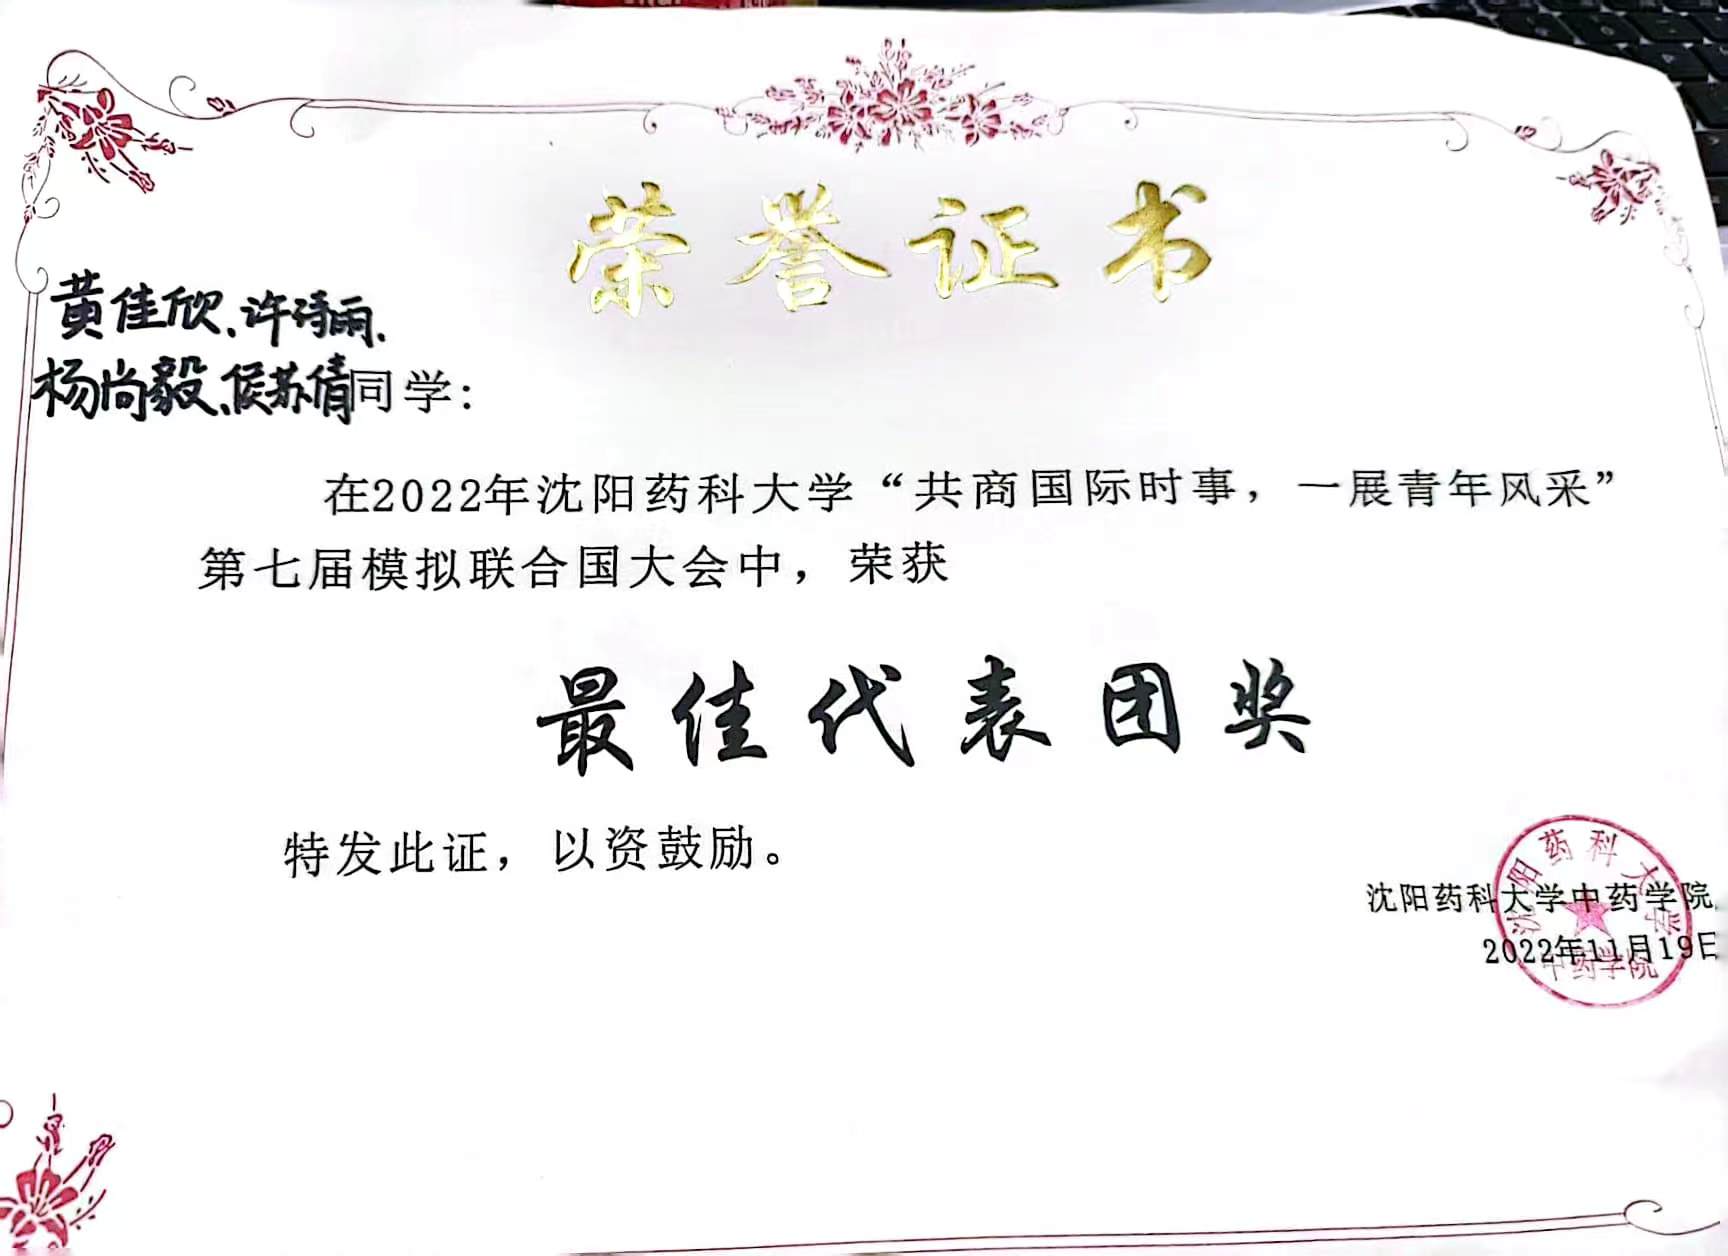 荣誉证书
黄佳欣、许诗雨、
杨尚毅、侯苏倩同学：
在2022年沈阳药科大学“共商国际时事，一展青年风采”
第七届模拟联合国大会中，荣获
最佳代表团奖
特发此证，以资鼓励。
沈阳药科大学中药学院
2022年11月19日
沈阳药科大学
中药学院